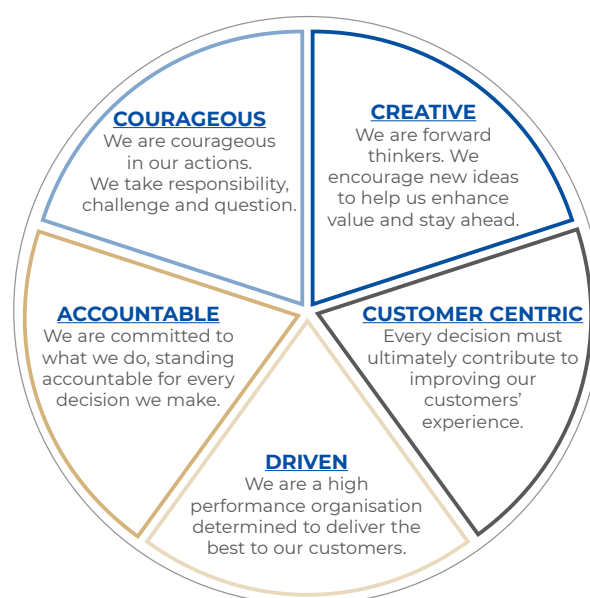 COURAGEOUS
We are courageous
in our actions.
We take responsibility,
challenge and question.
CREATIVE
We are forward
thinkers. We
encourage new ideas
to help us enhance
value and stay ahead.
ACCOUNTABLE
We are committed to
what we do, standing
accountable for every
decision we make.
CUSTOMER CENTRIC
Every decision must
ultimately contribute to
improving our
customers’
experience.
DRIVEN
We are a high
performance organisation
determined to deliver the
best to our customers.